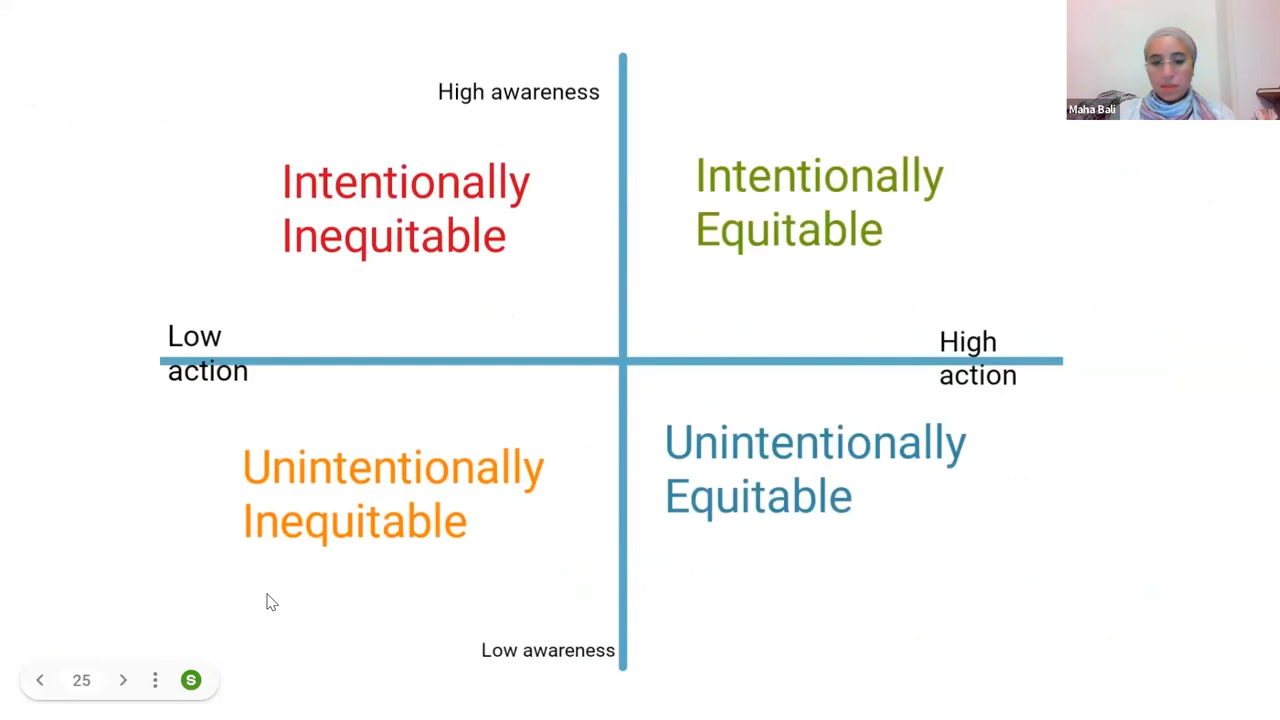 High awareness
Maha Bali
Intentionally
Inequitable
Intentionally
Equitable
Low
action
High
action
Unintentionally
Inequitable
Unintentionally
Equitable
Low awareness
25
S